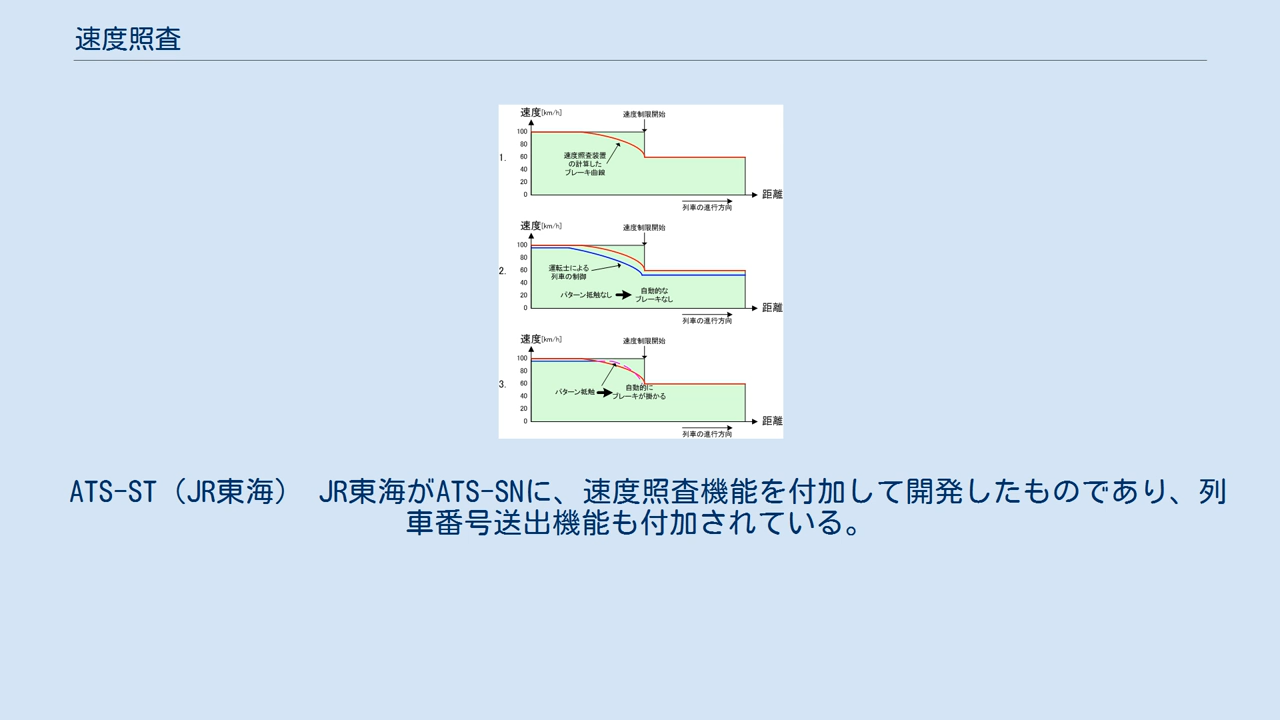 速度照査
速度[km/h]
速度制限開始
100
80
60
40
20
0
1.
速度照査装置
の計算した
ブレーキ曲線
距離
列車の進行方向
速度[km/h]
速度制限開始
100
80
60
40
20
0
2.
運転士による
列車の制御
パターン抵触なし
自動的な
ブレーキなし
距離
列車の進行方向
速度[km/h]
速度制限開始
100
80
60
40
20
0
3.
パターン抵触
自動的に
ブレーキが掛かる
距離
列車の進行方向
ATS-ST（JR東海） JR東海がATS-SNに、速度照査機能を付加して開発したものであり、列
車番号送出機能も付加されている。